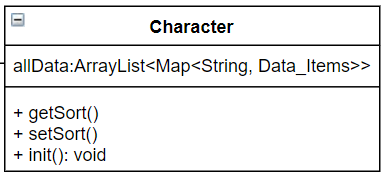 Character
allData:ArrayList<Map<String, Data_Items>>
+ getSort()
+ setSort()
+ init(): void